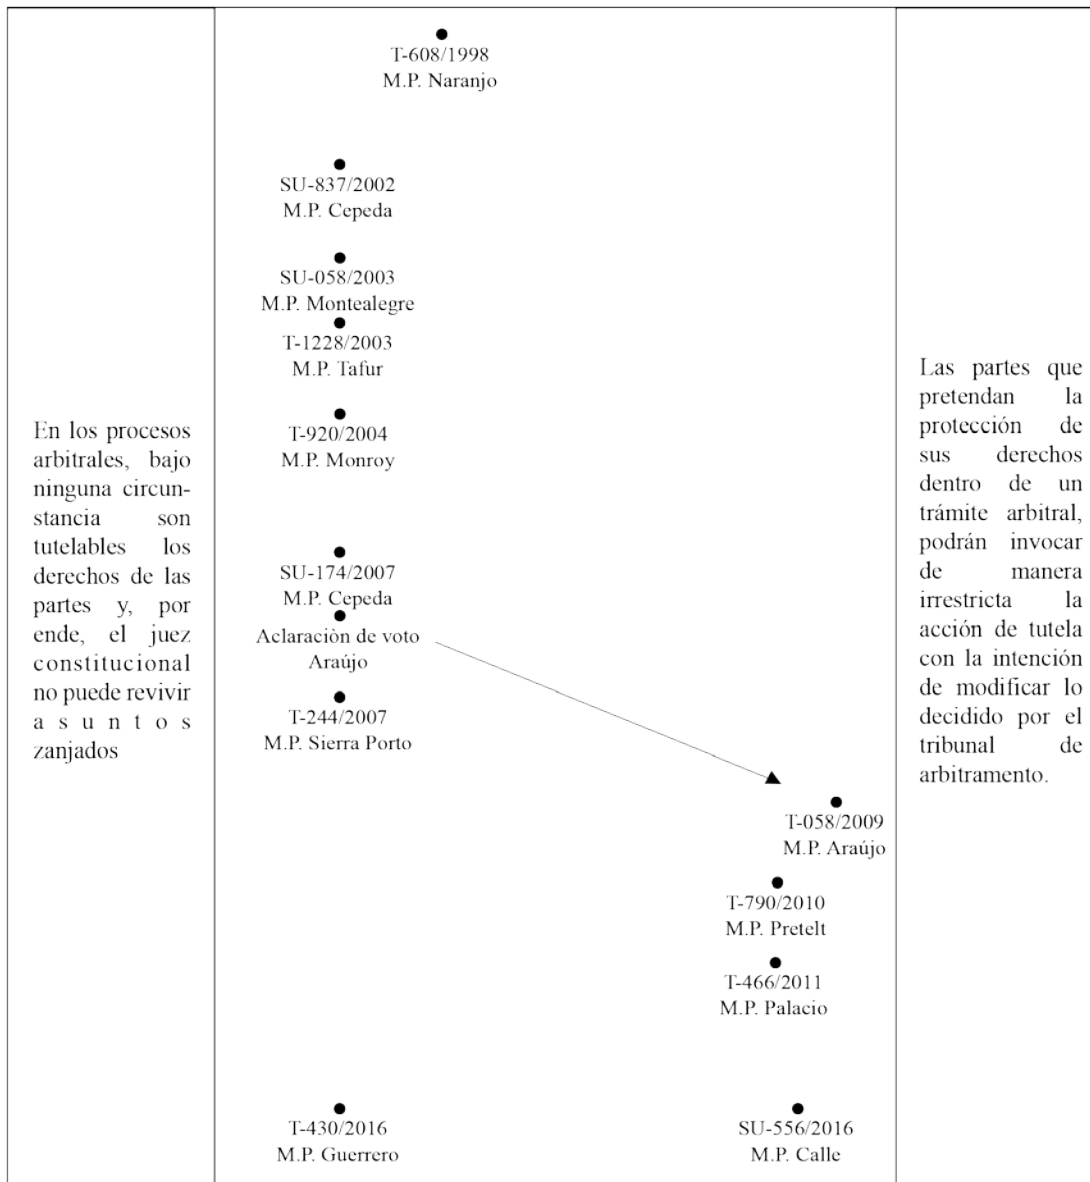 En los procesos
arbitrales, bajo
ninguna circun-
stancia son
tutelables los
derechos de las
partes y, por
ende, el juez
constitucional
no puede revivir
asuntos
zanjados
T-608/1998
M.P. Naranjo
SU-837/2002
M.P. Cepeda
SU-058/2003
M.P. Montealegre
T-1228/2003
M.P. Tafur
T-920/2004
M.P. Monroy
SU-174/2007
M.P. Cepeda
Aclaraciòn de voto
Araújo
T-244/2007
M.P. Sierra Porto
T-058/2009
M.P. Araújo
T-790/2010
M.P. Pretelt
T-466/2011
M.P. Palacio
T-430/2016
M.P. Guerrero
SU-556/2016
M.P. Calle
Las partes que
pretendan la
protección de
sus derechos
dentro de un
trámite arbitral,
podrán invocar
de manera
irrestricta la
acción de tutela
con la intención
de modificar lo
decidido por el
tribunal de
arbitramento.